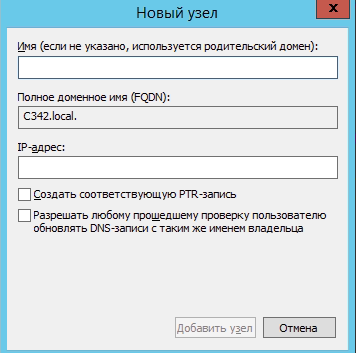 Новый узел
x
Имя (если не указано, используется родительский домен):
Полное доменное имя (FQDN):
C342.local.
IP-адрес:
Создать соответствующую PTR-запись
Разрешать любому прошедшему проверку пользователю
обновлять DNS-записи с таким же именем владельца
Добавить узел
Отмена